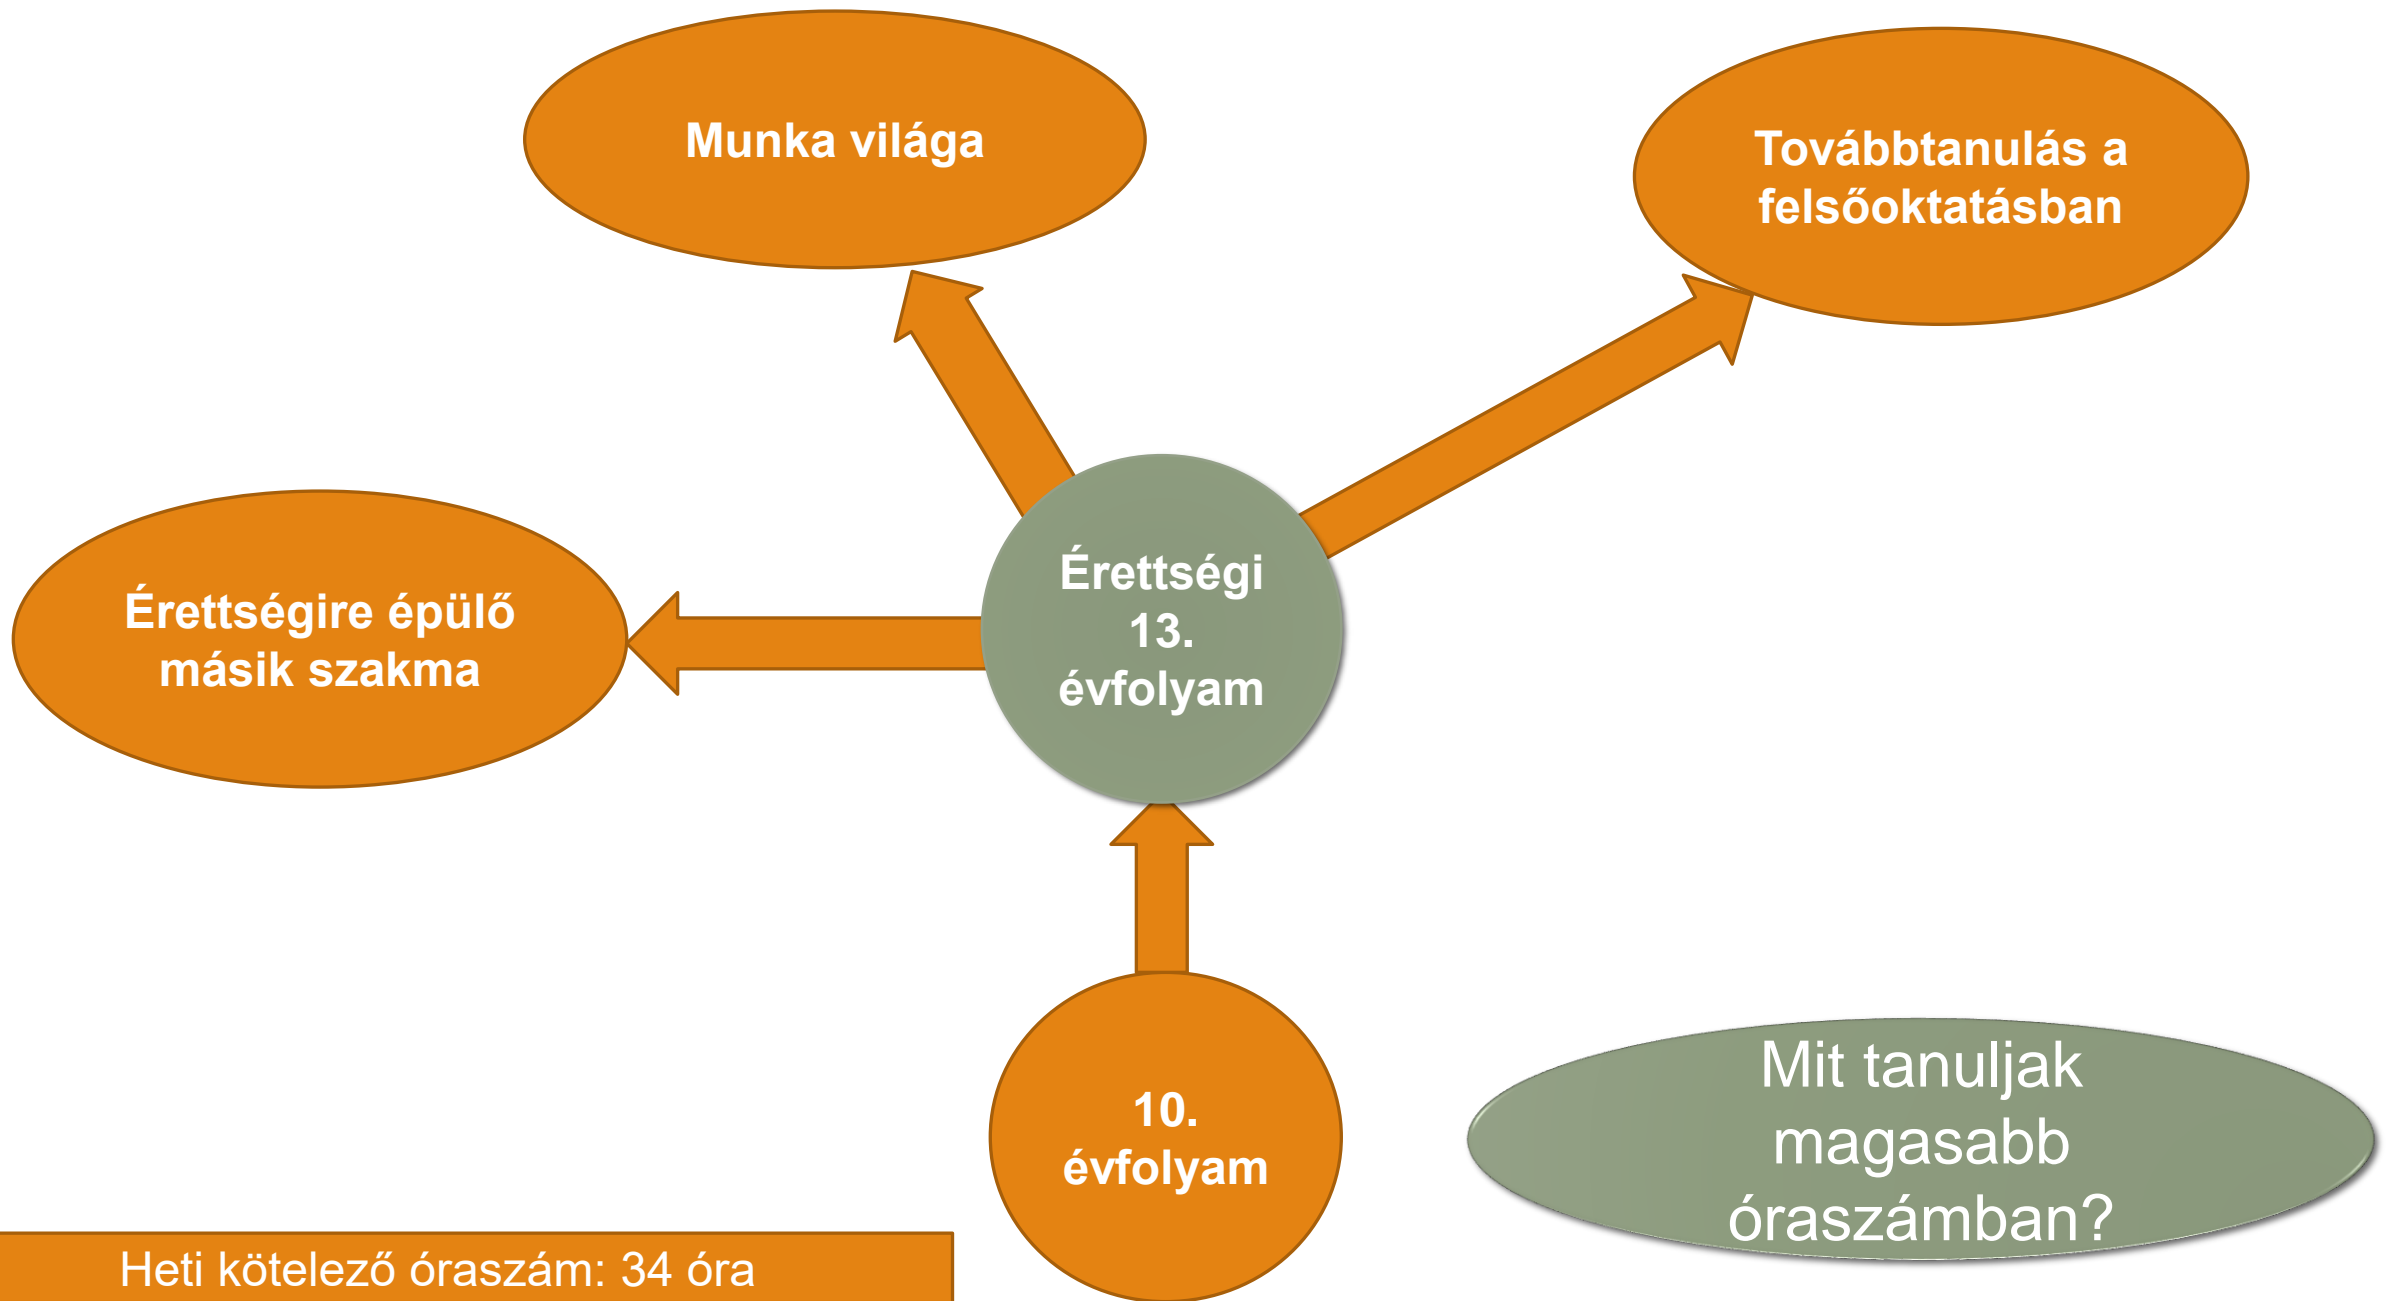 Munka világa
Továbbtanulás a
felsőoktatásban
Érettségire épülő
másik szakma
Érettségi
13.
évfolyam
10.
évfolyam
Mit tanuljak
magasabb
óraszámban?
Heti kötelező óraszám: 34 óra